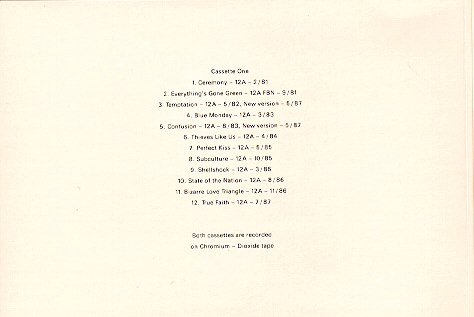 Cassette One
1. Ceremony – 12A – 2/81
2. Everything's Gone Green – 12A FBN – 9/81
3. Temptation – 12A – 5/82, New version – 5/87
4. Blue Monday – 12A – 3/83
5. Confusion – 12A – 8/83, New version – 5/87
6. Thieves Like Us – 12A – 4/84
7. Perfect Kiss – 12A – 5/85
8. Subculture – 12A – 10/85
9. Shellshock – 12A – 3/86
10. State of the Nation – 12A – 8/86
11. Bizarre Love Triangle – 12A – 11/86
12. True Faith – 12A – 7/87
Both cassettes are recorded
on Chromium – Dioxide tape